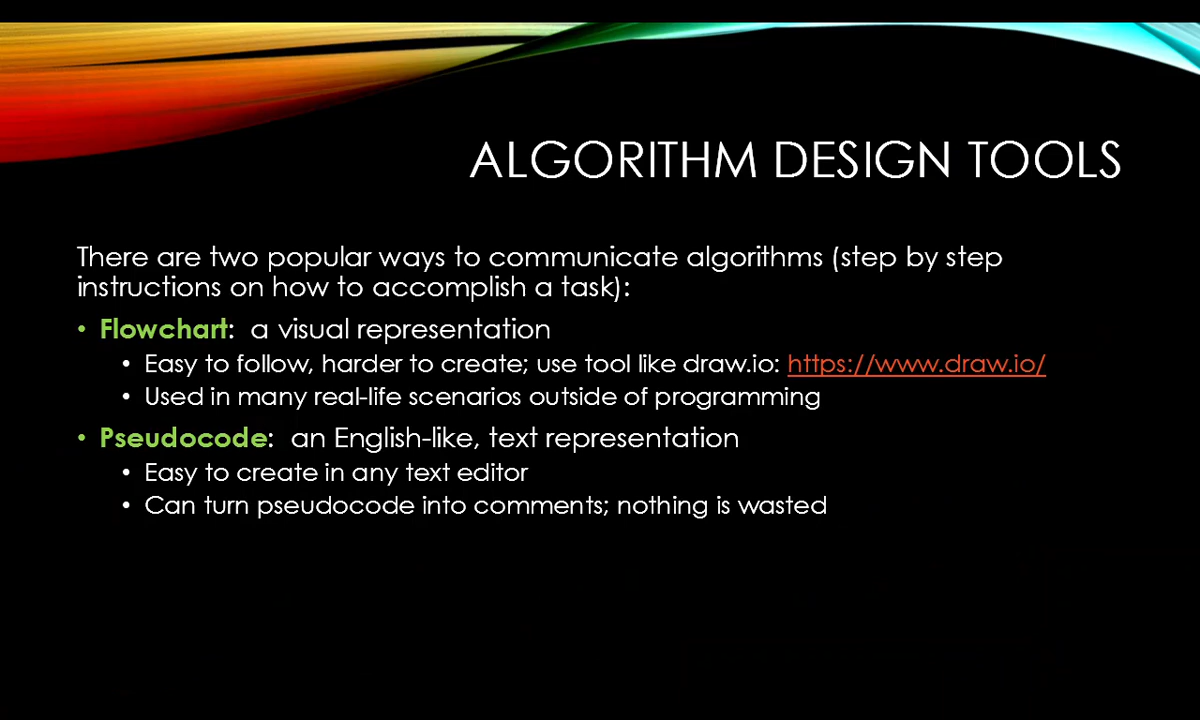 ALGORITHM DESIGN TOOLS
There are two popular ways to communicate algorithms (step by step
instructions on how to accomplish a task):
• Flowchart:  a visual representation
• Easy to follow, harder to create; use tool like draw.io: https://www.draw.io/
• Used in many real-life scenarios outside of programming
• Pseudocode:  an English-like, text representation
• Easy to create in any text editor
• Can turn pseudocode into comments; nothing is wasted